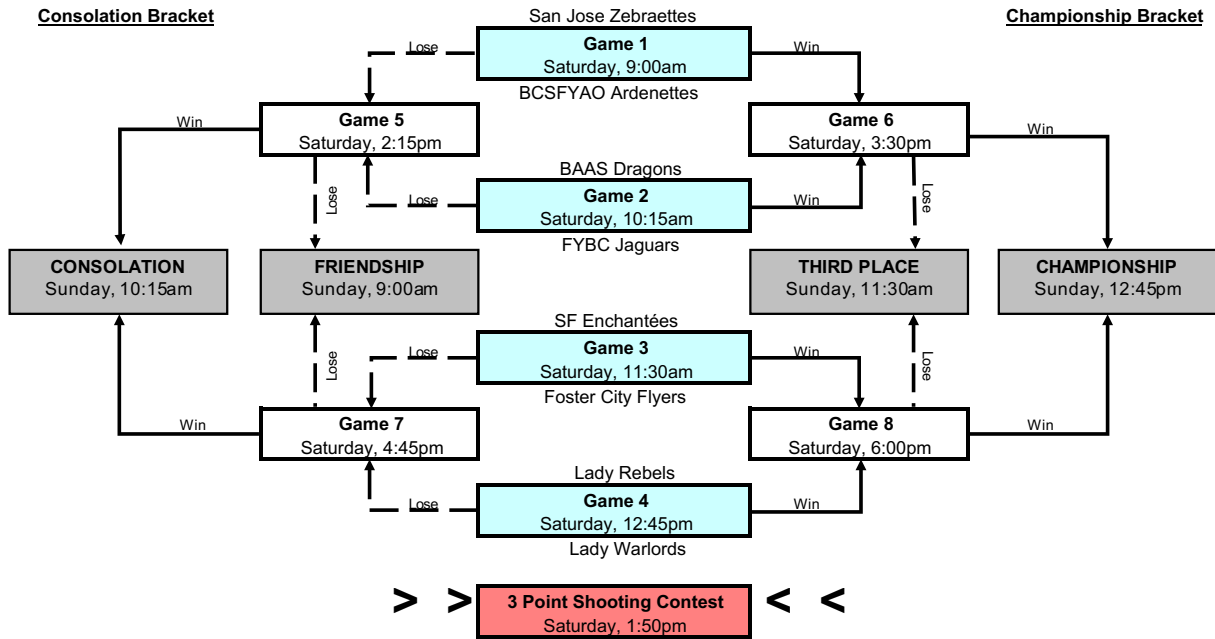 Consolation Bracket
San Jose Zebraettes
Championship Bracket
Lose
Game 1
Saturday, 9:00am
Win
BCSFYAO Ardenettes
Win
Game 5
Saturday, 2:15pm
Game 6
Saturday, 3:30pm
Win
BAAS Dragons
Lose
Lose
Game 2
Saturday, 10:15am
Win
Lose
FYBC Jaguars
CONSOLATION
Sunday, 10:15am
FRIENDSHIP
Sunday, 9:00am
THIRD PLACE
Sunday, 11:30am
CHAMPIONSHIP
Sunday, 12:45pm
SF Enchantées
Lose
Lose
Game 3
Saturday, 11:30am
Win
Lose
Foster City Flyers
Win
Game 7
Saturday, 4:45pm
Game 8
Saturday, 6:00pm
Win
Lady Rebels
Lose
Game 4
Saturday, 12:45pm
Win
Lady Warlords
> > 3 Point Shooting Contest < <
Saturday, 1:50pm